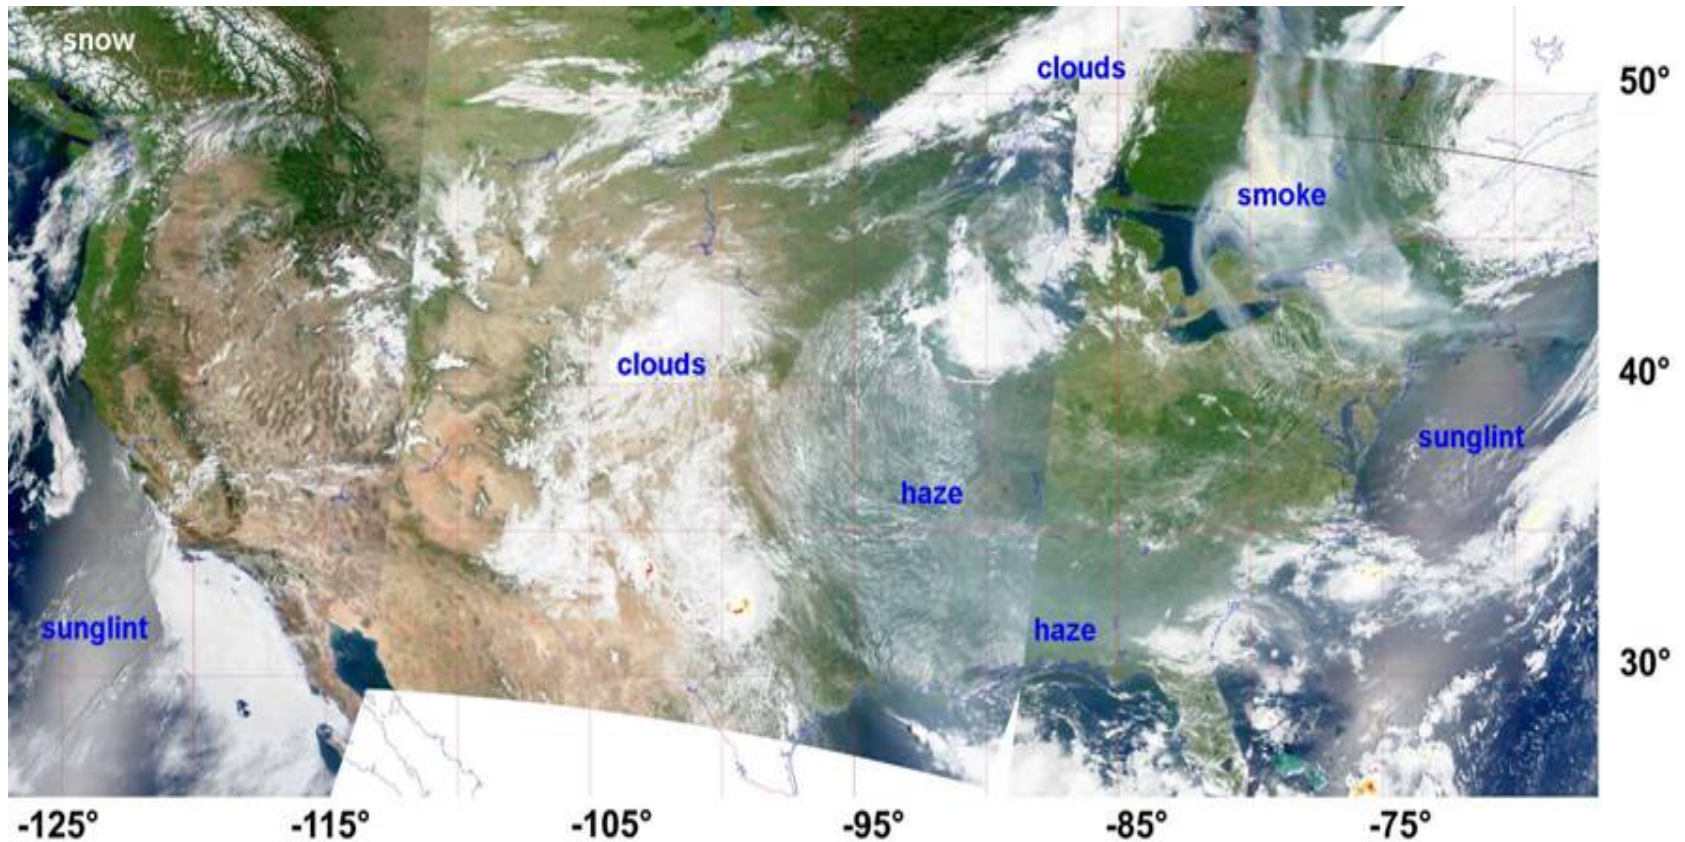 snow
clouds
50°
smoke
clouds
40°
sunglint
haze
sunglint
haze
30°
-125°
-115°
-105°
-95°
-85°
-75°